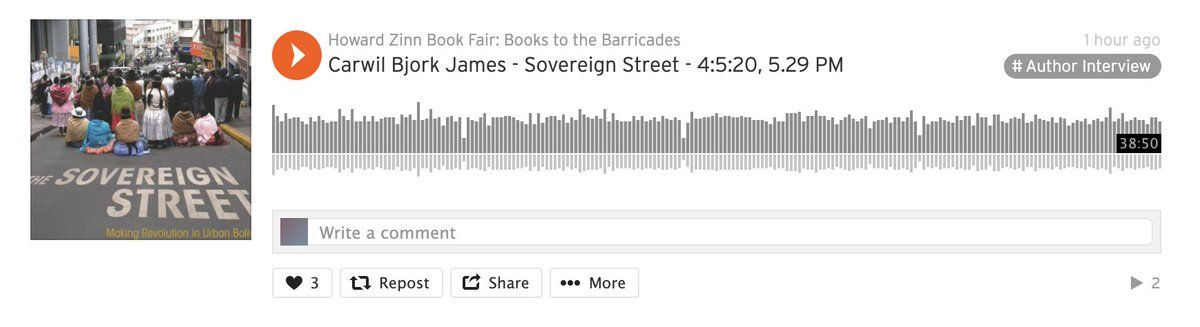 Howard Zinn Book Fair: Books to the Barricades
1 hour ago
Carwil Bjork James - Sovereign Street - 4:5:20, 5.29 PM
# Author Interview
38:50
THE SOVEREIGN
STREET
Making Revolution in Urban Boliv
Write a comment
3
Repost
Share
More
2